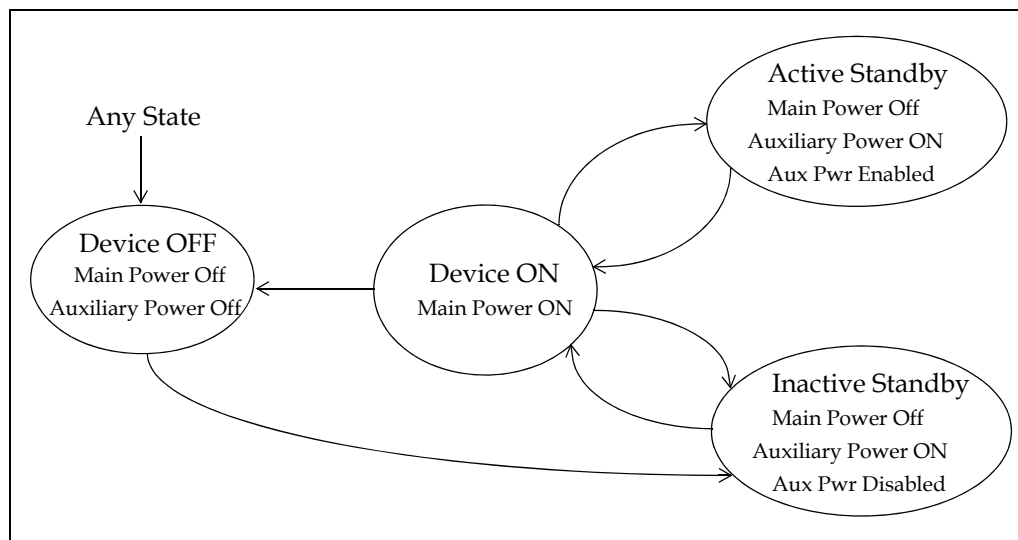 Any State
Device OFF
Main Power Off
Auxiliary Power Off
Device ON
Main Power ON
Active Standby
Main Power Off
Auxiliary Power ON
Aux Pwr Enabled
Inactive Standby
Main Power Off
Auxiliary Power ON
Aux Pwr Disabled